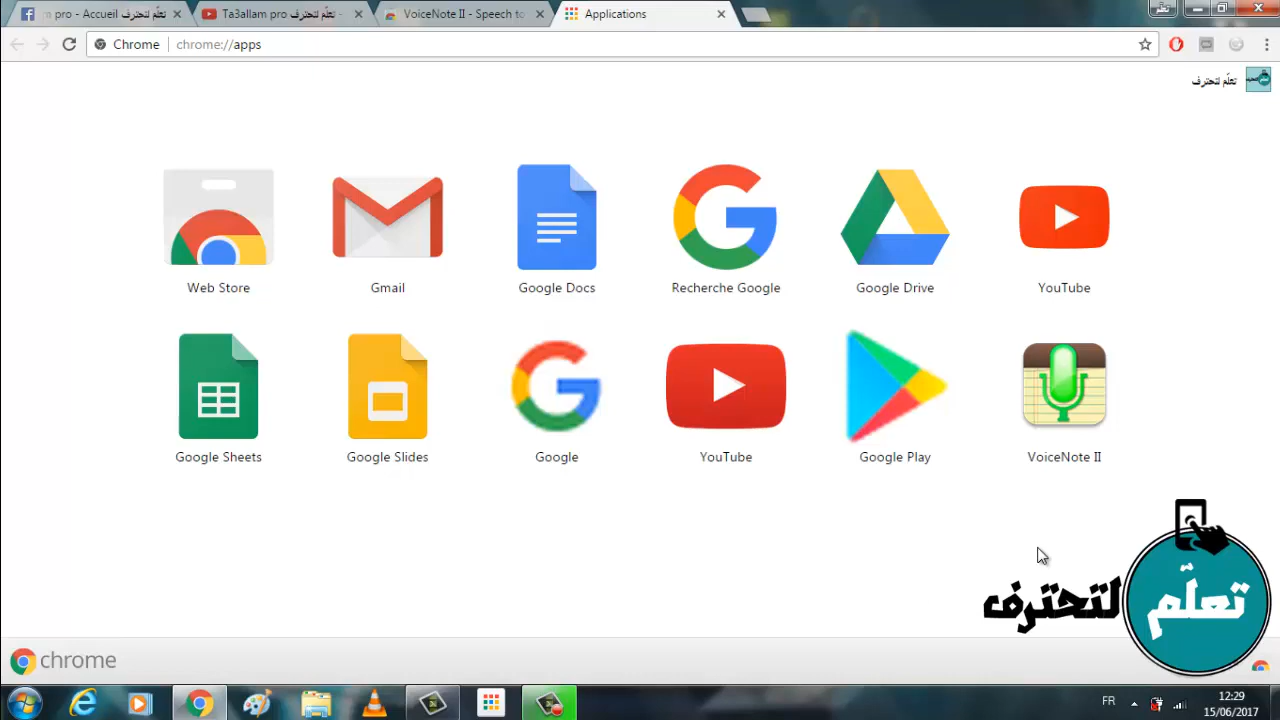 m pro - Accueil تعلّم لتحترف
Ta3allam pro تعلّم لتحترف -
VoiceNote II - Speech to
Applications
Chrome
chrome://apps
تعلّم لتحترف
Web Store
Gmail
Google Docs
Recherche Google
Google Drive
YouTube
Google Sheets
Google Slides
Google
YouTube
Google Play
VoiceNote II
تعلّم لتحترف
chrome
FR
12:29
15/06/2017